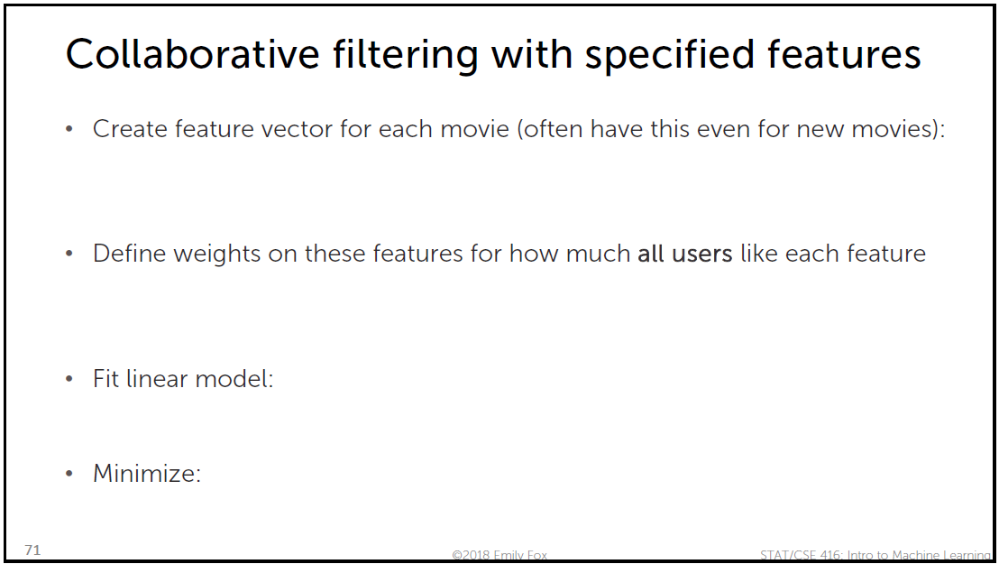 Collaborative filtering with specified features
• Create feature vector for each movie (often have this even for new movies):
• Define weights on these features for how much all users like each feature
• Fit linear model:
• Minimize:
71
©2018 Emily Fox
STAT/CSE 416: Intro to Machine Learning